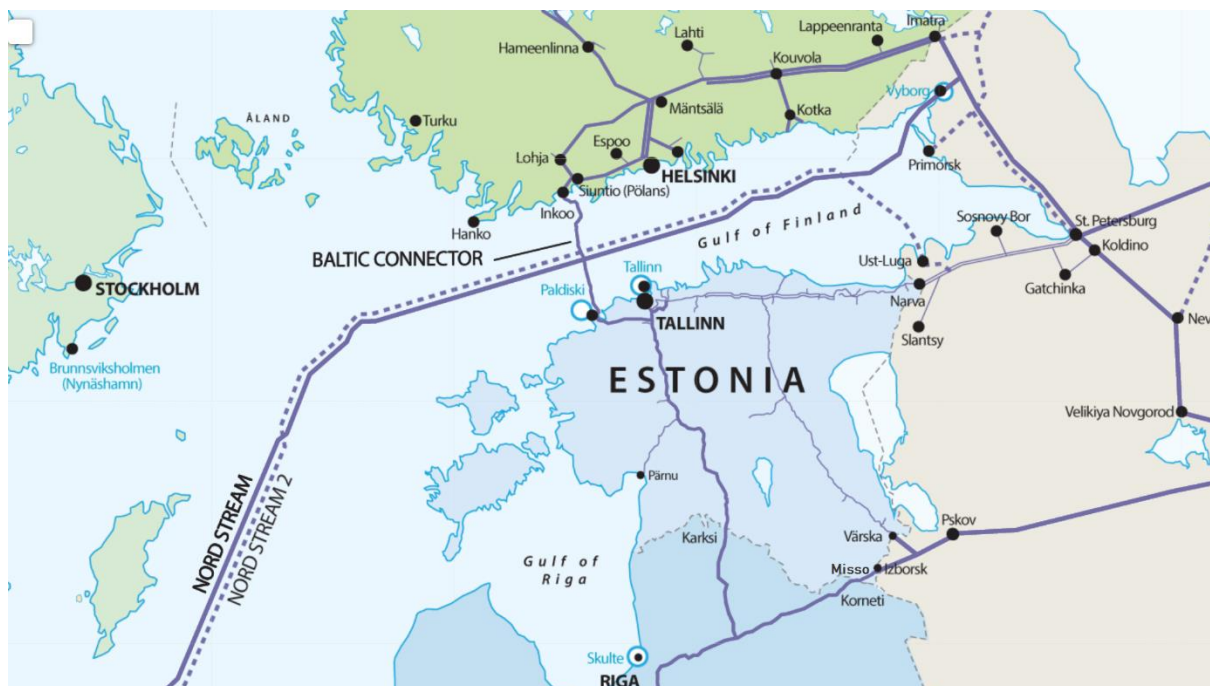 Imatra
Lappeenranta
Lahti
Hameenlinna
Kouvola
Vyborg
Mäntsälä
Kotka
ÅLAND
Turku
Espoo
Lohja
Primorsk
HELSINKI
Siuntio (Pölans)
Inkoo
Hanko
Gulf of Finland
Sosnovy Bor
St. Petersburg
Koldino
BALTIC CONNECTOR
Ust-Luga
Tallinn
STOCKHOLM
Paldiski
Narva
Gatchinka
TALLINN
Nev
Slantsy
Brunnsviksholmen
(Nynäshamn)
ESTONIA
Velikiya Novgorod
Pärnu
NORD STREAM
NORD STREAM 2
Pskov
Karksi
Värska
Gulf of
Riga
Misso
Izborsk
Korneti
Skulte
RIGA